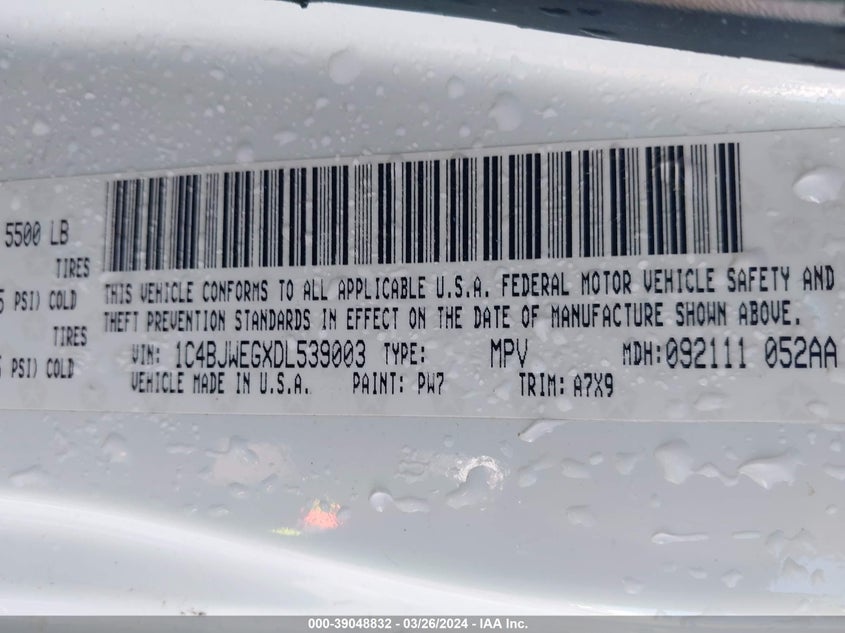 5500 LB
TIRES
5 PSI) COLD
TIRES
PSI) COLD
THIS VEHICLE CONFORMS TO ALL APPLICABLE U.S.A. FEDERAL MOTOR VEHICLE SAFETY AND
THEFT PREVENTION STANDARDS IN EFFECT ON THE DATE OF MANUFACTURE SHOWN ABOVE.
VIN: 1C4BJWEGXDL539003 TYPE: MPV MDH:092111 052AA
VEHICLE MADE IN U.S.A. PAINT: PW7 TRIM: A7X9
000-39048832 - 03/26/2024 - IAA Inc.